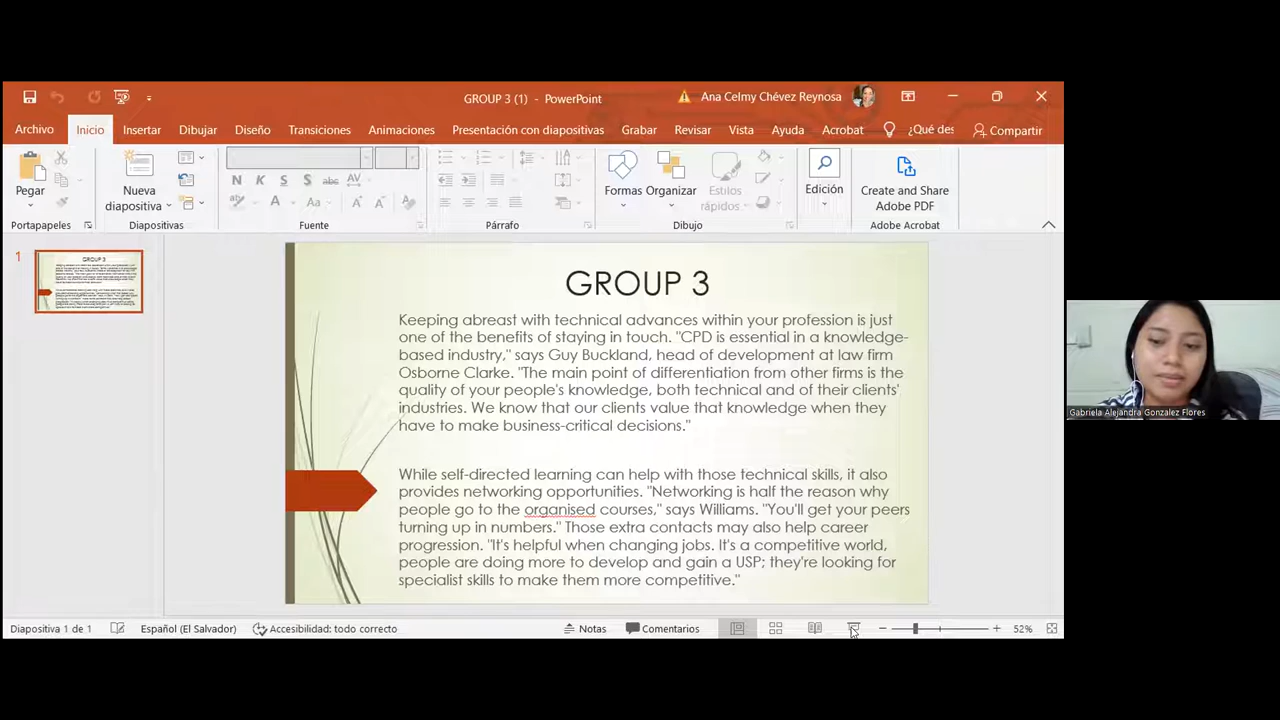 GROUP 3 (1) - PowerPoint
Ana Celmy Chévez Reynosa
Archivo Inicio Insertar Dibujar Diseño Transiciones Animaciones Presentación con diapositivas Grabar Revisar Vista Ayuda Acrobat ¿Qué des Compartir
Pegar
Nueva diapositiva
N K S S abc AV
A Aa A A A
Formas Organizar Estilos rápidos
Edición
Create and Share Adobe PDF
Portapapeles Diapositivas Fuente Párrafo Dibujo Adobe Acrobat
1
GROUP 3
Keeping abreast with technical advances within your profession is just
one of the benefits of staying in touch. "CPD is essential in a knowledge-
based industry," says Guy Buckland, head of development at law firm
Osborne Clarke. "The main point of differentiation from other firms is the
quality of your people's knowledge, both technical and of their clients'
industries. We know that our clients value that knowledge when they
have to make business-critical decisions."
While self-directed learning can help with those technical skills, it also
provides networking opportunities. "Networking is half the reason why
people go to the organised courses," says Williams. "You'll get your peers
turning up in numbers." Those extra contacts may also help career
progression. "It's helpful when changing jobs. It's a competitive world,
people are doing more to develop and gain a USP; they're looking for
specialist skills to make them more competitive."
Gabriela Alejandra Gonzalez Flores
Diapositiva 1 de 1 Español (El Salvador) Accesibilidad: todo correcto Notas Comentarios 52%